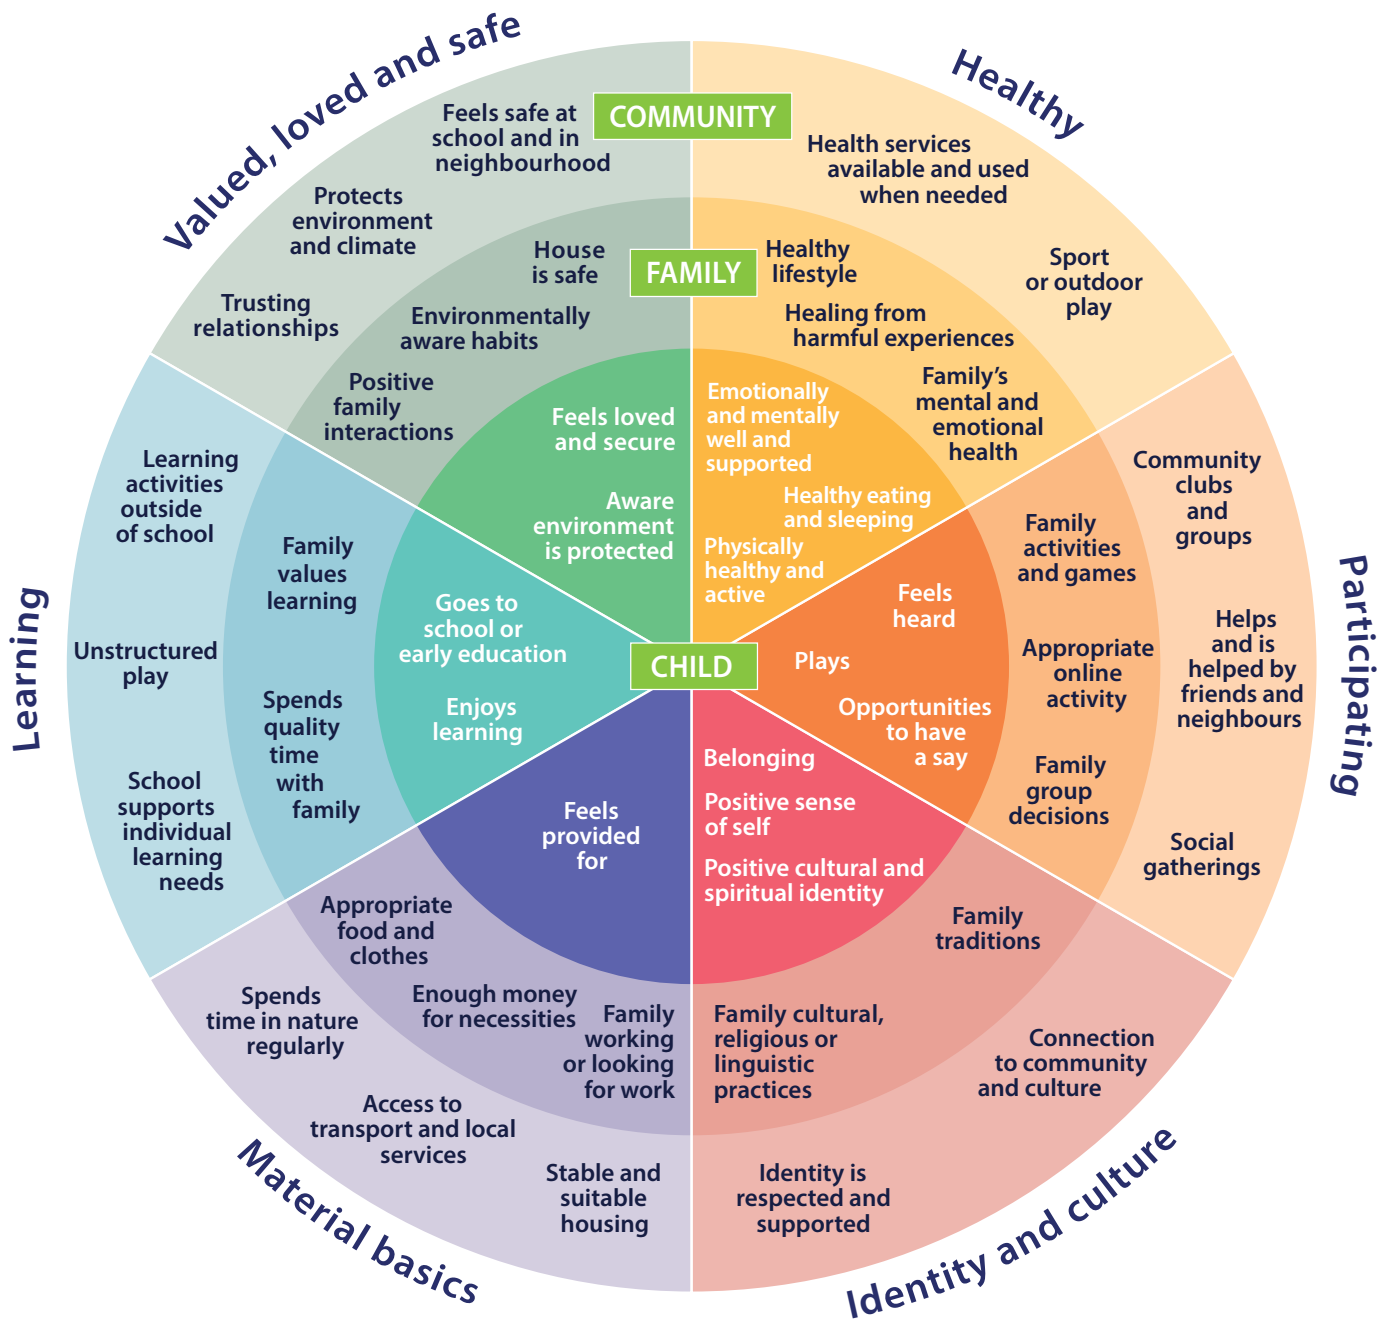 Valued, loved and safe
Healthy
Participating
Identity and culture
Material basics
Learning
COMMUNITY
FAMILY
CHILD
Feels safe at
school and in
neighbourhood
Protects
environment
and climate
Trusting
relationships
House
is safe
Environmentally
aware habits
Positive
family
interactions
Feels loved
and secure
Aware
environment
is protected
Health services
available and used
when needed
Sport
or outdoor
play
Healthy
lifestyle
Healing from
harmful experiences
Family's
mental and
emotional
health
Emotionally
and mentally
well and
supported
Healthy eating
and sleeping
Physically
healthy and
active
Community
clubs
and
groups
Helps
and is
helped by
friends and
neighbours
Social
gatherings
Family
activities
and games
Appropriate
online
activity
Family
group
decisions
Feels
heard
Plays
Opportunities
to have
a say
Belonging
Positive sense
of self
Positive cultural and
spiritual identity
Family
traditions
Family cultural,
religious or
linguistic
practices
Connection
to community
and culture
Identity is
respected and
supported
Feels
provided
for
Appropriate
food and
clothes
Enough money
for necessities
Family
working
or looking
for work
Spends
time in nature
regularly
Access to
transport and local
services
Stable and
suitable
housing
Goes to
school or
early education
Enjoys
learning
Family
values
learning
Spends
quality
time
with
family
Learning
activities
outside
of school
Unstructured
play
School
supports
individual
learning
needs